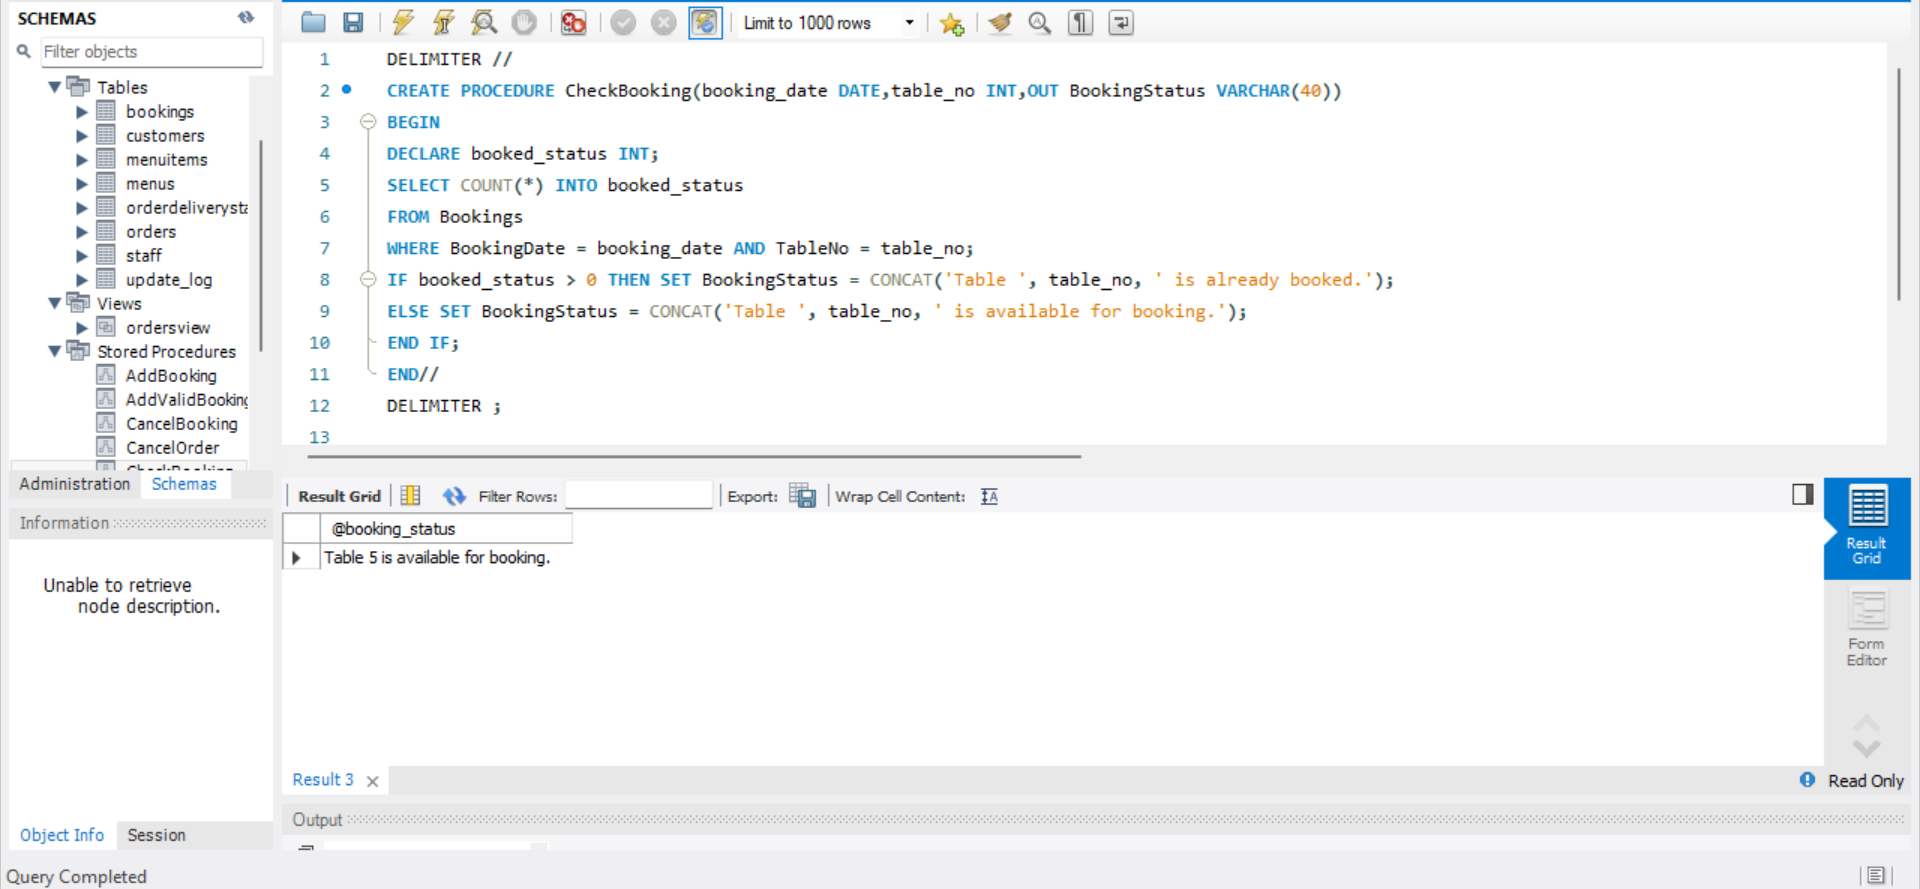 SCHEMAS
Filter objects
Tables
bookings
customers
menuitems
menus
orderdeliverysta
orders
staff
update_log
Views
ordersview
Stored Procedures
AddBooking
AddValidBooking
CancelBooking
CancelOrder
CheckBooking
Administration Schemas
Information
Unable to retrieve
node description.
Object Info Session
Query Completed
Limit to 1000 rows
1 DELIMITER //
2 CREATE PROCEDURE CheckBooking(booking_date DATE,table_no INT,OUT BookingStatus VARCHAR(40))
3 BEGIN
4 DECLARE booked_status INT;
5 SELECT COUNT(*) INTO booked_status
6 FROM Bookings
7 WHERE BookingDate = booking_date AND TableNo = table_no;
8 IF booked_status > 0 THEN SET BookingStatus = CONCAT('Table ', table_no, ' is already booked.');
9 ELSE SET BookingStatus = CONCAT('Table ', table_no, ' is available for booking.');
10 END IF;
11 END//
12 DELIMITER ;
13
Result Grid Filter Rows: Export: Wrap Cell Content:
@booking_status
Table 5 is available for booking.
Result
Grid
Form
Editor
Result 3
Read Only
Output